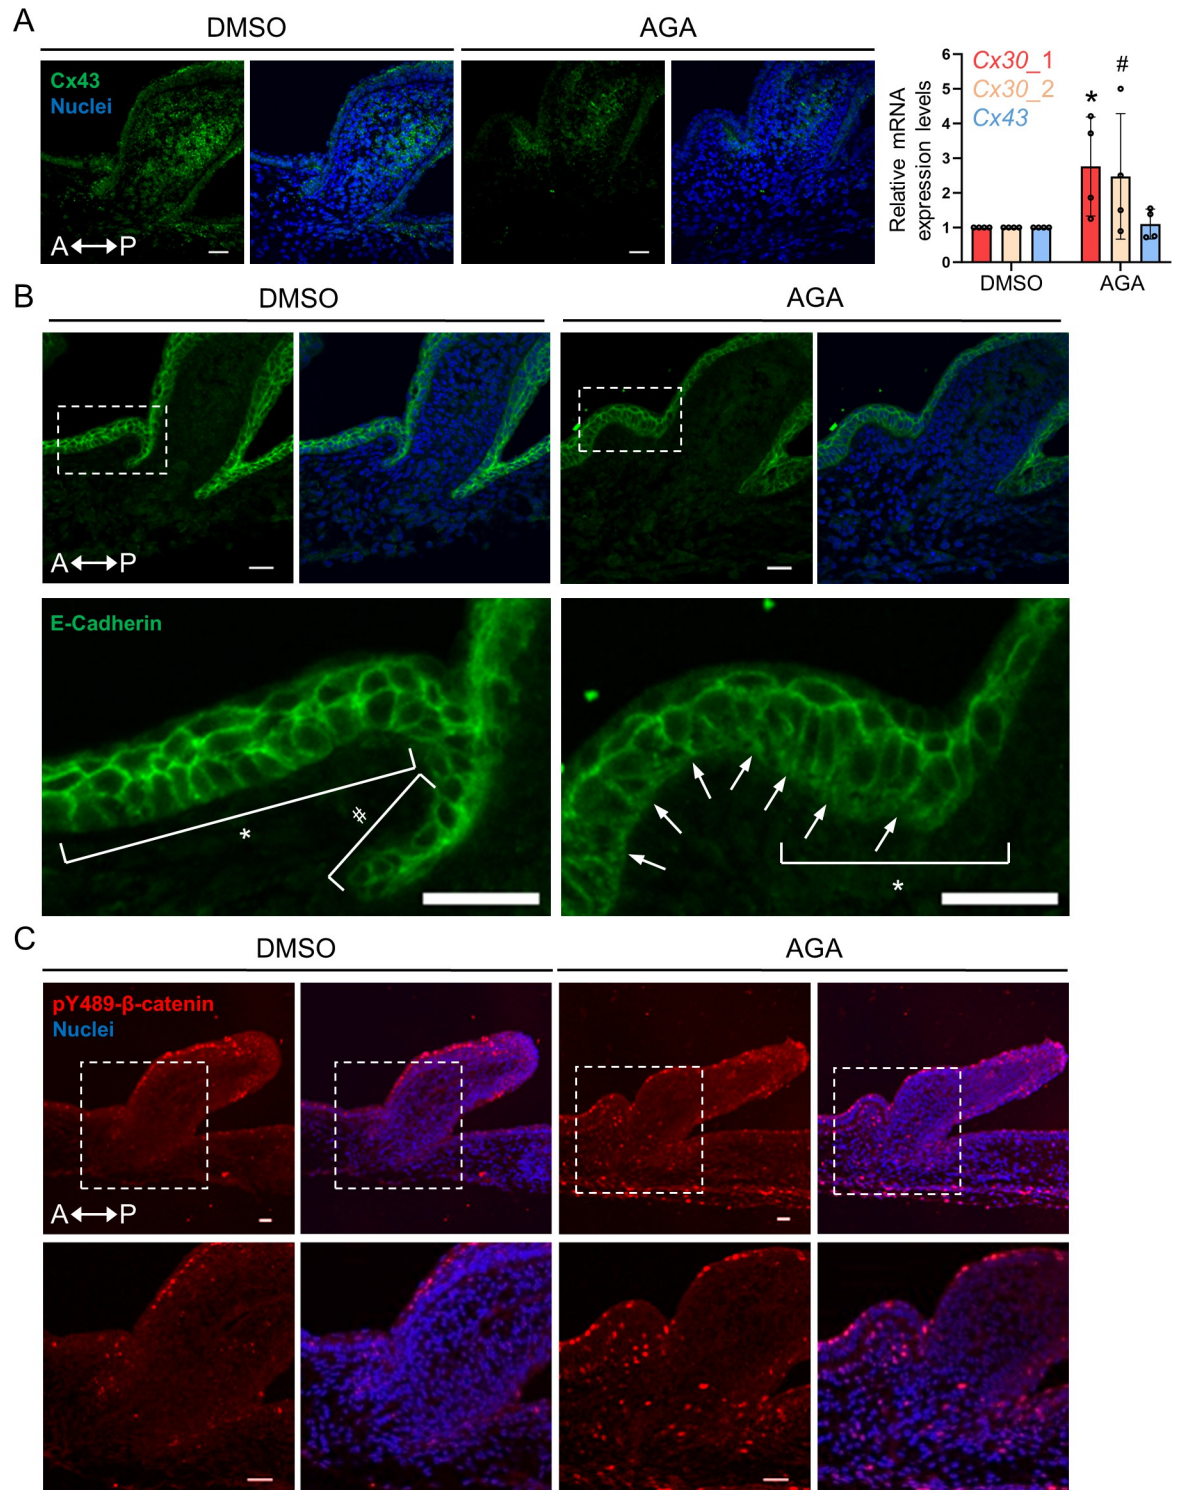 A
DMSO
AGA
Cx43
Nuclei
A P
Relative mRNA
expression levels
6
5
4
3
2
1
0
Cx30_1
Cx30_2
Cx43
*
#
DMSO
AGA
B
DMSO
AGA
A P
E-Cadherin
*
#
*
C
DMSO
AGA
pY489-β-catenin
Nuclei
A P